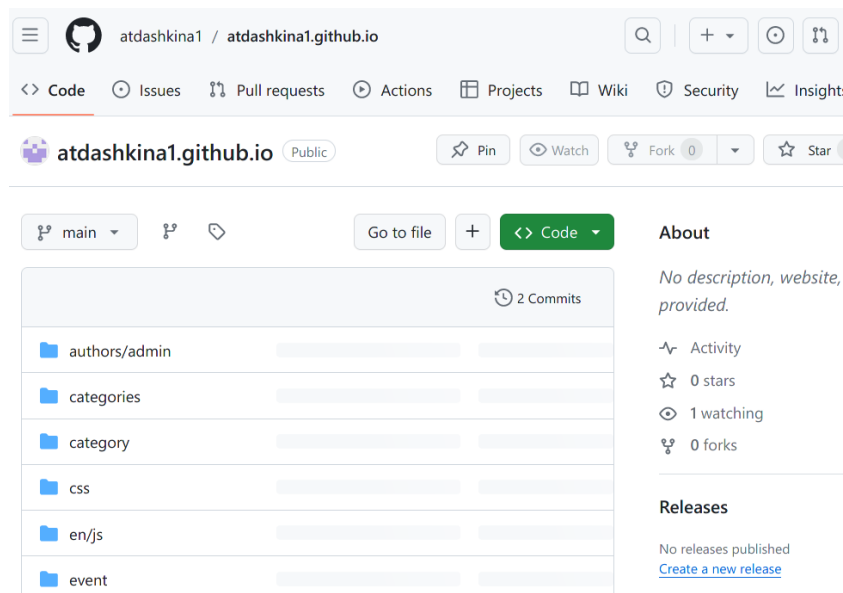 atdashkina1 / atdashkina1.github.io
Code Issues Pull requests Actions Projects Wiki Security Insights
atdashkina1.github.io Public Pin Watch Fork 0 Star
main Go to file Code
2 Commits
authors/admin
categories
category
css
en/js
event
About
No description, website,
provided.
Activity
0 stars
1 watching
0 forks
Releases
No releases published
Create a new release